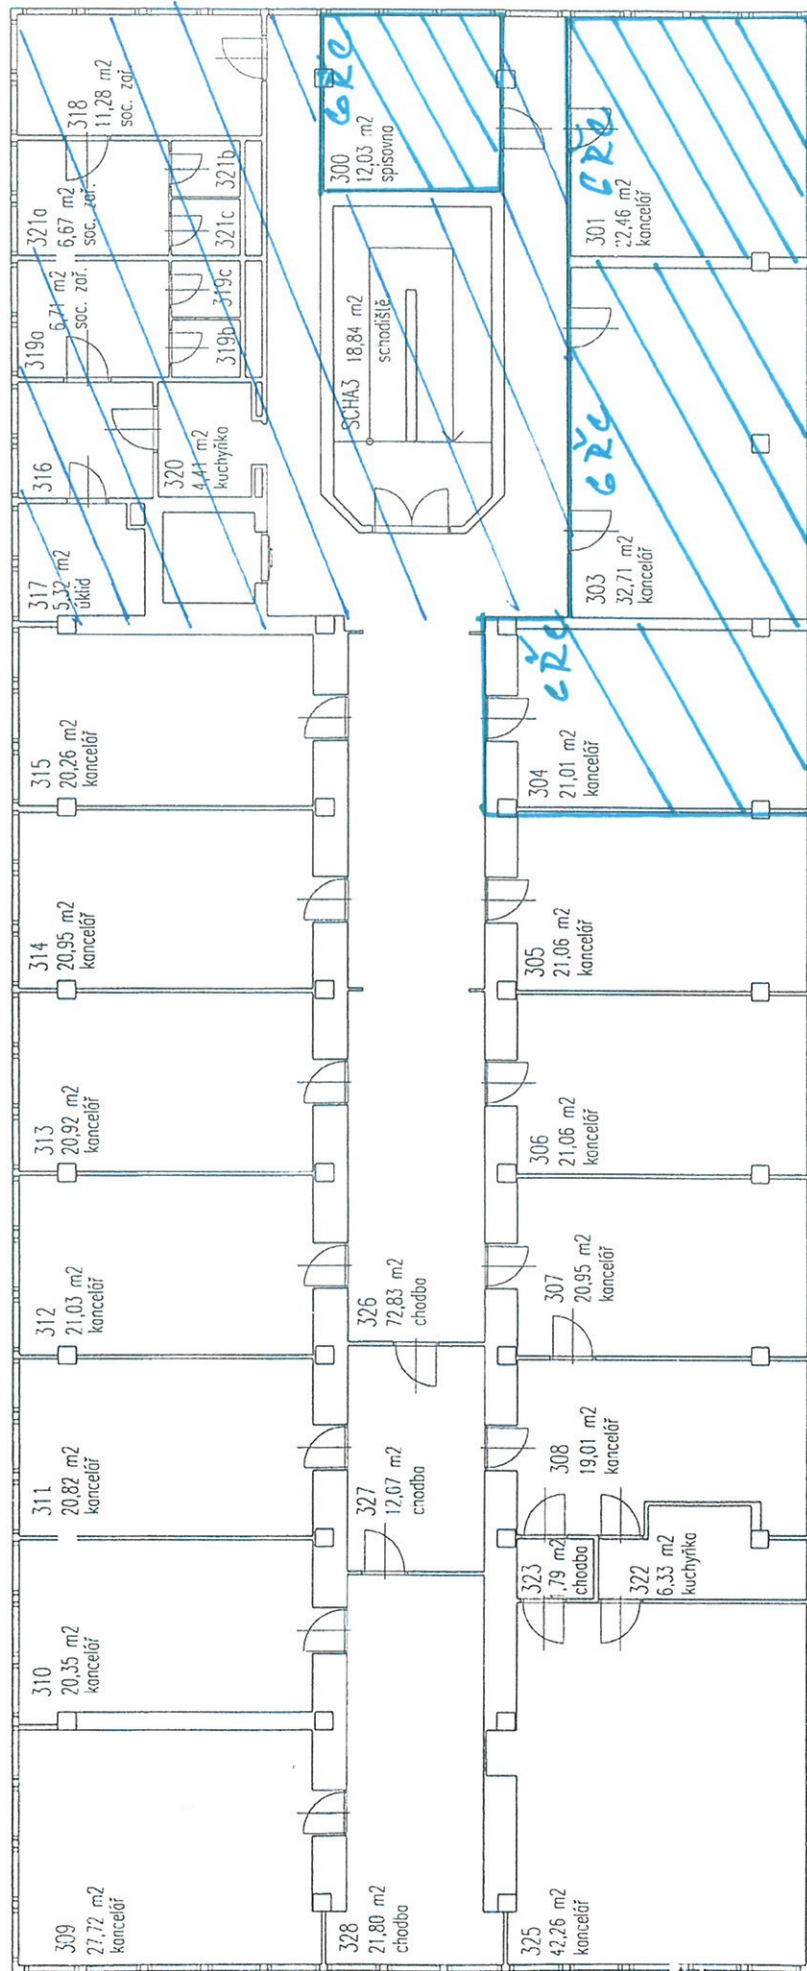 318
11,28 m2
soc. zař.
321a
6,67 m2
soc. zař.
321b
321c
319a
6,71 m2
soc. zař.
319c
319b
316
320
4,41 m2
kuchyňka
317
5,32 m2
úklid
300
12,03 m2
spisovna
GŘC
SCHA3 18,84 m2
schodiště
301
22,46 m2
kancelář
GŘC
303
32,71 m2
kancelář
GŘC
304
21,01 m2
kancelář
GŘC
315
20,26 m2
kancelář
314
20,95 m2
kancelář
313
20,92 m2
kancelář
312
21,03 m2
kancelář
311
20,82 m2
kancelář
310
20,35 m2
kancelář
309
27,72 m2
kancelář
326
72,83 m2
chodba
327
12,07 m2
chodba
328
21,80 m2
chodba
305
21,06 m2
kancelář
306
21,06 m2
kancelář
307
20,95 m2
kancelář
308
19,01 m2
kancelář
323
1,79 m2
chodba
322
6,33 m2
kuchyňka
325
42,26 m2
kancelář